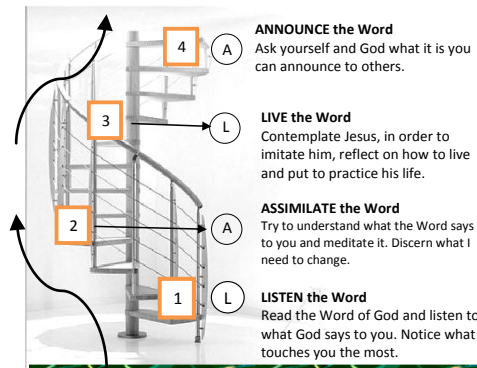 4
A
ANNOUNCE the Word
Ask yourself and God what it is you
can announce to others.
3
L
LIVE the Word
Contemplate Jesus, in order to
imitate him, reflect on how to live
and put to practice his life.
2
A
ASSIMILATE the Word
Try to understand what the Word says
to you and meditate it. Discern what I
need to change.
1
L
LISTEN the Word
Read the Word of God and listen to
what God says to you. Notice what
touches you the most.